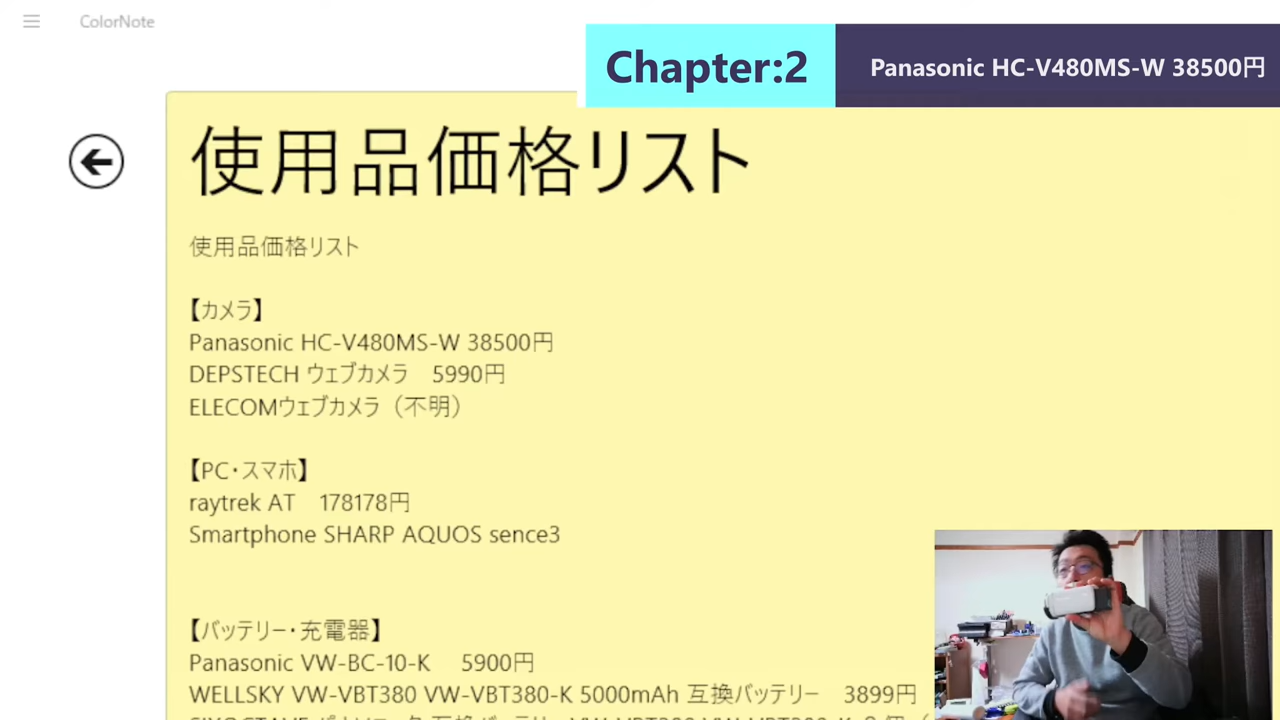 ColorNote
Chapter:2
Panasonic HC-V480MS-W 38500円
使用品価格リスト
使用品価格リスト
【カメラ】
Panasonic HC-V480MS-W 38500円
DEPSTECH ウェブカメラ　5990円
ELECOMウェブカメラ（不明）
【PC・スマホ】
raytrek AT　178178円
Smartphone SHARP AQUOS sence3
【バッテリー・充電器】
Panasonic VW-BC-10-K　5900円
WELLSKY VW-VBT380 VW-VBT380-K 5000mAh 互換バッテリー　3899円